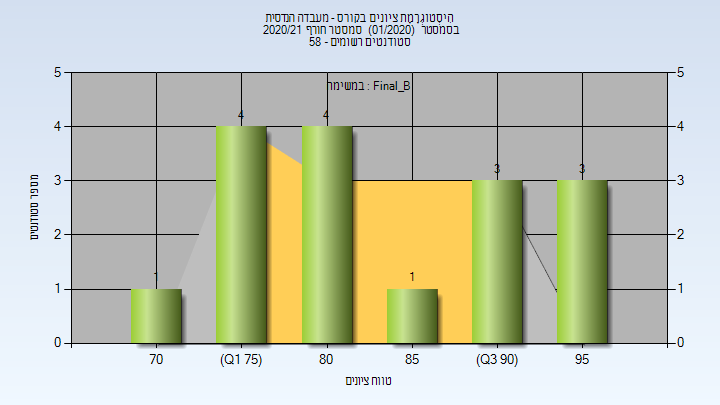 הִיסְטוֹגְרָמַת ציונים בקורס - מעבדה הנדסית
בסמסטר (01/2020) סמסטר חורף 2020/21
סטודנטים רשומים - 58
במשימה : Final_B
5
4
3
2
1
0
5
4
3
2
1
0
1
4
4
1
3
3
מספר סטודנטים
70
(Q1 75)
80
85
(Q3 90)
95
טווח ציונים